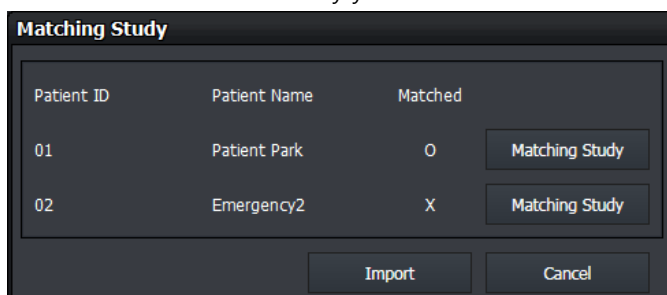 Matching Study
Patient ID Patient Name Matched
01 Patient Park O Matching Study
02 Emergency2 X Matching Study
Import Cancel